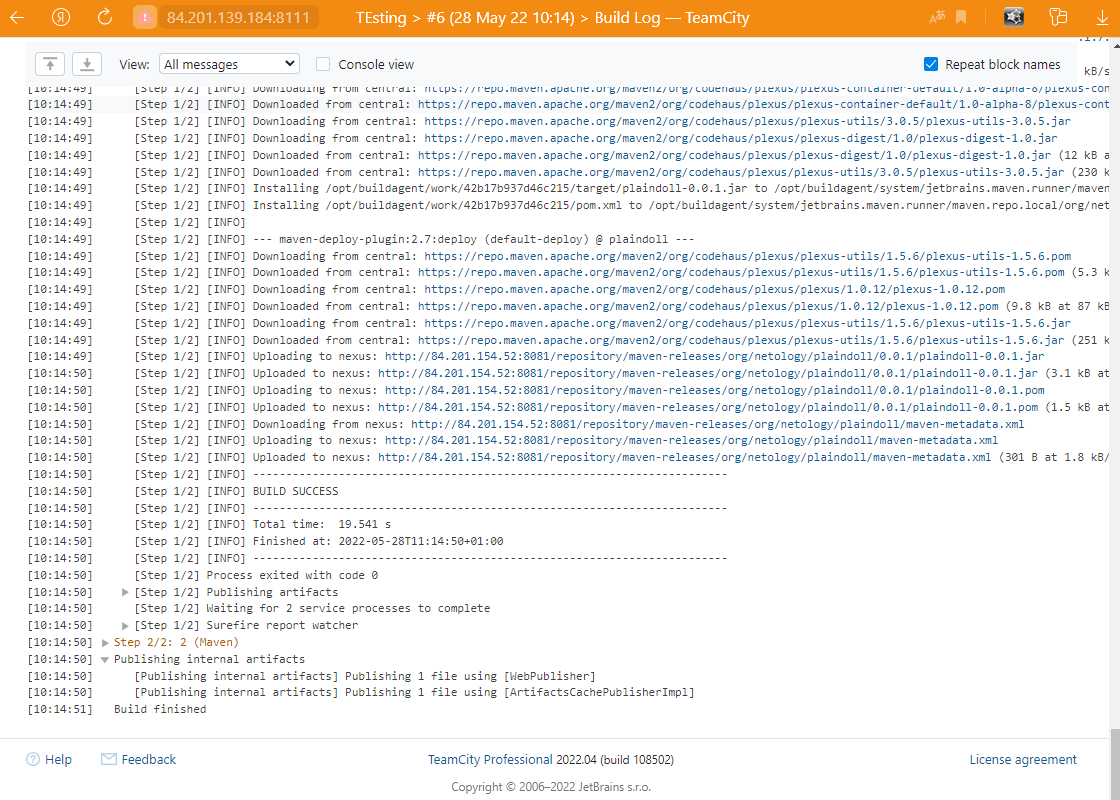 84.201.139.184:8111 TEsting > #6 (28 May 22 10:14) > Build Log — TeamCity
View: All messages Console view Repeat block names
kB/s
[10:14:49] [Step 1/2] [INFO] Downloading from central: https://repo.maven.apache.org/maven2/org/codehaus/plexus/plexus-container-default/1.0-alpha-8/plexus-con
[10:14:49] [Step 1/2] [INFO] Downloaded from central: https://repo.maven.apache.org/maven2/org/codehaus/plexus/plexus-container-default/1.0-alpha-8/plexus-cont
[10:14:49] [Step 1/2] [INFO] Downloading from central: https://repo.maven.apache.org/maven2/org/codehaus/plexus/plexus-utils/3.0.5/plexus-utils-3.0.5.jar
[10:14:49] [Step 1/2] [INFO] Downloading from central: https://repo.maven.apache.org/maven2/org/codehaus/plexus/plexus-digest/1.0/plexus-digest-1.0.jar
[10:14:49] [Step 1/2] [INFO] Downloaded from central: https://repo.maven.apache.org/maven2/org/codehaus/plexus/plexus-digest/1.0/plexus-digest-1.0.jar (12 kB a
[10:14:49] [Step 1/2] [INFO] Downloaded from central: https://repo.maven.apache.org/maven2/org/codehaus/plexus/plexus-utils/3.0.5/plexus-utils-3.0.5.jar (230 k
[10:14:49] [Step 1/2] [INFO] Installing /opt/buildagent/work/42b17b937d46c215/target/plaindoll-0.0.1.jar to /opt/buildagent/system/jetbrains.maven.runner/maven
[10:14:49] [Step 1/2] [INFO] Installing /opt/buildagent/work/42b17b937d46c215/pom.xml to /opt/buildagent/system/jetbrains.maven.runner/maven.repo.local/org/net
[10:14:49] [Step 1/2] [INFO]
[10:14:49] [Step 1/2] [INFO] --- maven-deploy-plugin:2.7:deploy (default-deploy) @ plaindoll ---
[10:14:49] [Step 1/2] [INFO] Downloading from central: https://repo.maven.apache.org/maven2/org/codehaus/plexus/plexus-utils/1.5.6/plexus-utils-1.5.6.pom
[10:14:49] [Step 1/2] [INFO] Downloaded from central: https://repo.maven.apache.org/maven2/org/codehaus/plexus/plexus-utils/1.5.6/plexus-utils-1.5.6.pom (5.3 k
[10:14:49] [Step 1/2] [INFO] Downloading from central: https://repo.maven.apache.org/maven2/org/codehaus/plexus/plexus/1.0.12/plexus-1.0.12.pom
[10:14:49] [Step 1/2] [INFO] Downloaded from central: https://repo.maven.apache.org/maven2/org/codehaus/plexus/plexus/1.0.12/plexus-1.0.12.pom (9.8 kB at 87 kB
[10:14:49] [Step 1/2] [INFO] Downloading from central: https://repo.maven.apache.org/maven2/org/codehaus/plexus/plexus-utils/1.5.6/plexus-utils-1.5.6.jar
[10:14:49] [Step 1/2] [INFO] Downloaded from central: https://repo.maven.apache.org/maven2/org/codehaus/plexus/plexus-utils/1.5.6/plexus-utils-1.5.6.jar (251 k
[10:14:49] [Step 1/2] [INFO] Uploading to nexus: http://84.201.154.52:8081/repository/maven-releases/org/netology/plaindoll/0.0.1/plaindoll-0.0.1.jar
[10:14:50] [Step 1/2] [INFO] Uploaded to nexus: http://84.201.154.52:8081/repository/maven-releases/org/netology/plaindoll/0.0.1/plaindoll-0.0.1.jar (3.1 kB at
[10:14:50] [Step 1/2] [INFO] Uploading to nexus: http://84.201.154.52:8081/repository/maven-releases/org/netology/plaindoll/0.0.1/plaindoll-0.0.1.pom
[10:14:50] [Step 1/2] [INFO] Uploaded to nexus: http://84.201.154.52:8081/repository/maven-releases/org/netology/plaindoll/0.0.1/plaindoll-0.0.1.pom (1.5 kB at
[10:14:50] [Step 1/2] [INFO] Downloading from nexus: http://84.201.154.52:8081/repository/maven-releases/org/netology/plaindoll/maven-metadata.xml
[10:14:50] [Step 1/2] [INFO] Uploading to nexus: http://84.201.154.52:8081/repository/maven-releases/org/netology/plaindoll/maven-metadata.xml
[10:14:50] [Step 1/2] [INFO] Uploaded to nexus: http://84.201.154.52:8081/repository/maven-releases/org/netology/plaindoll/maven-metadata.xml (301 B at 1.8 kB/
[10:14:50] [Step 1/2] [INFO] ------------------------------------------------------------------------
[10:14:50] [Step 1/2] [INFO] BUILD SUCCESS
[10:14:50] [Step 1/2] [INFO] ------------------------------------------------------------------------
[10:14:50] [Step 1/2] [INFO] Total time:  19.541 s
[10:14:50] [Step 1/2] [INFO] Finished at: 2022-05-28T11:14:50+01:00
[10:14:50] [Step 1/2] [INFO] ------------------------------------------------------------------------
[10:14:50] [Step 1/2] Process exited with code 0
[10:14:50] [Step 1/2] Publishing artifacts
[10:14:50] [Step 1/2] Waiting for 2 service processes to complete
[10:14:50] [Step 1/2] Surefire report watcher
[10:14:50] Step 2/2: 2 (Maven)
[10:14:50] Publishing internal artifacts
[10:14:50] [Publishing internal artifacts] Publishing 1 file using [WebPublisher]
[10:14:50] [Publishing internal artifacts] Publishing 1 file using [ArtifactsCachePublisherImpl]
[10:14:51] Build finished
Help Feedback TeamCity Professional 2022.04 (build 108502) License agreement
Copyright © 2006–2022 JetBrains s.r.o.